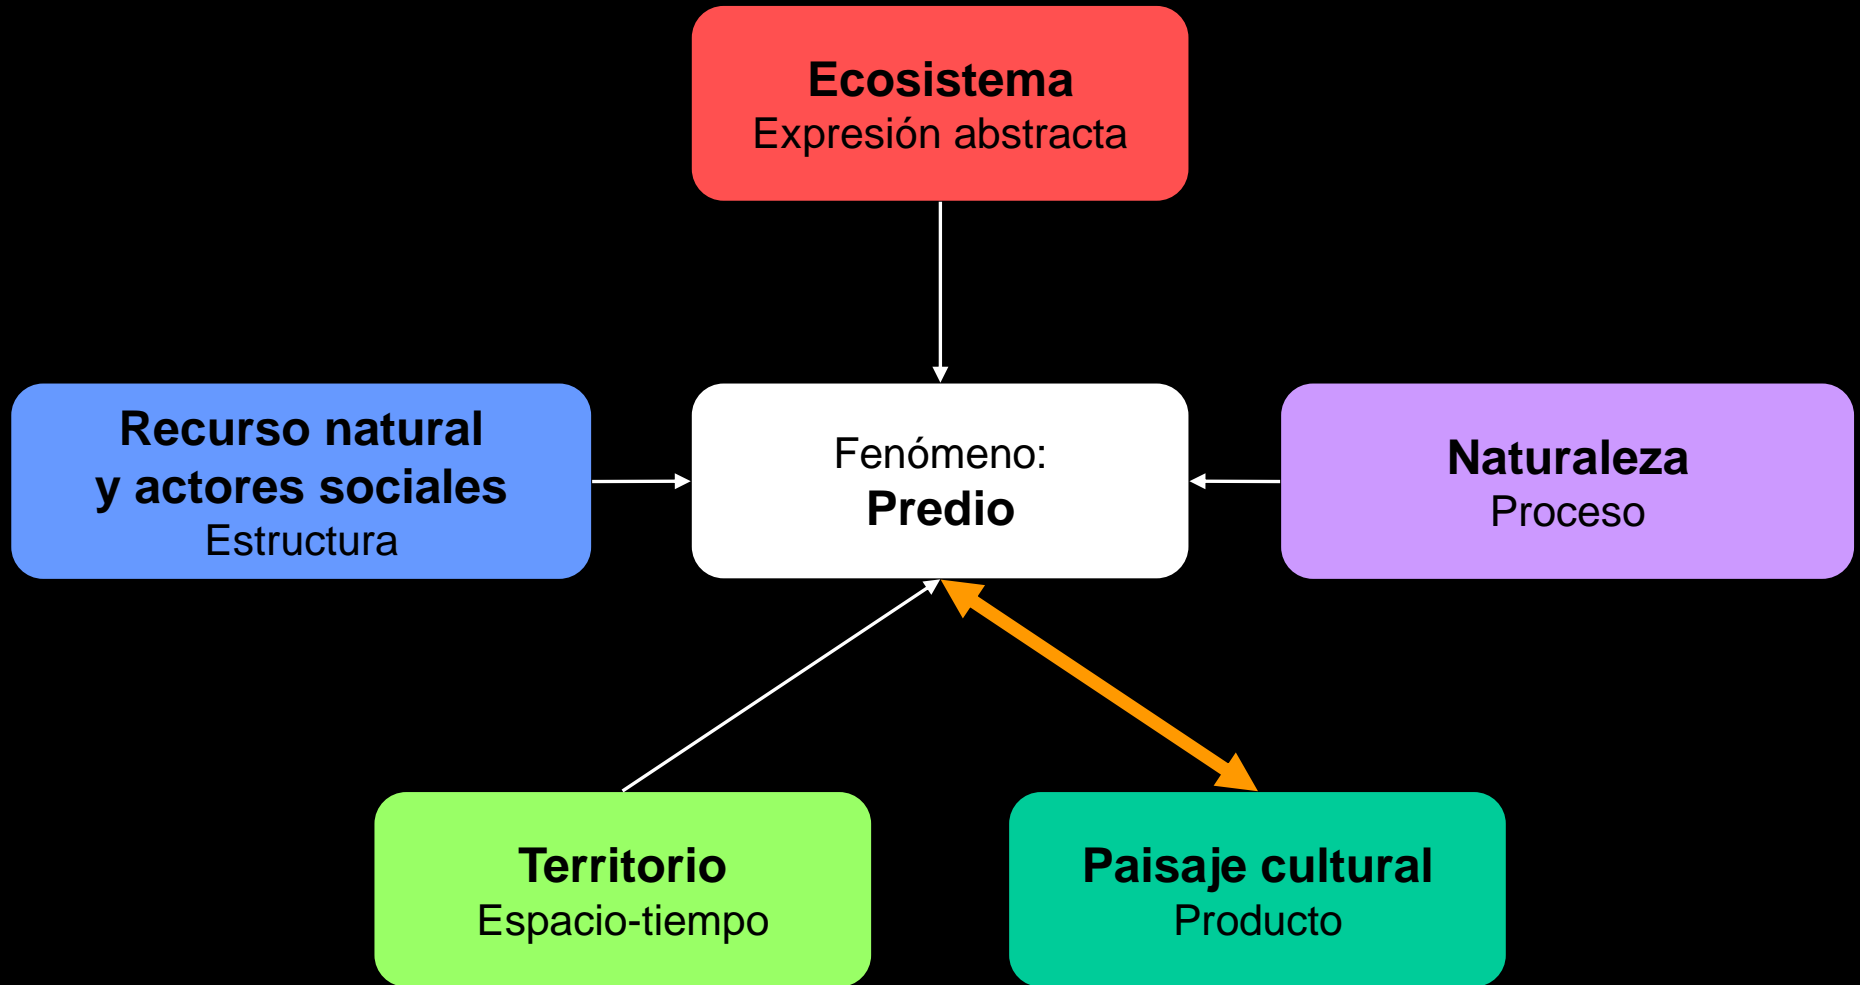 Ecosistema
Expresión abstracta
Recurso natural
y actores sociales
Estructura
Fenómeno:
Predio
Naturaleza
Proceso
Territorio
Espacio-tiempo
Paisaje cultural
Producto